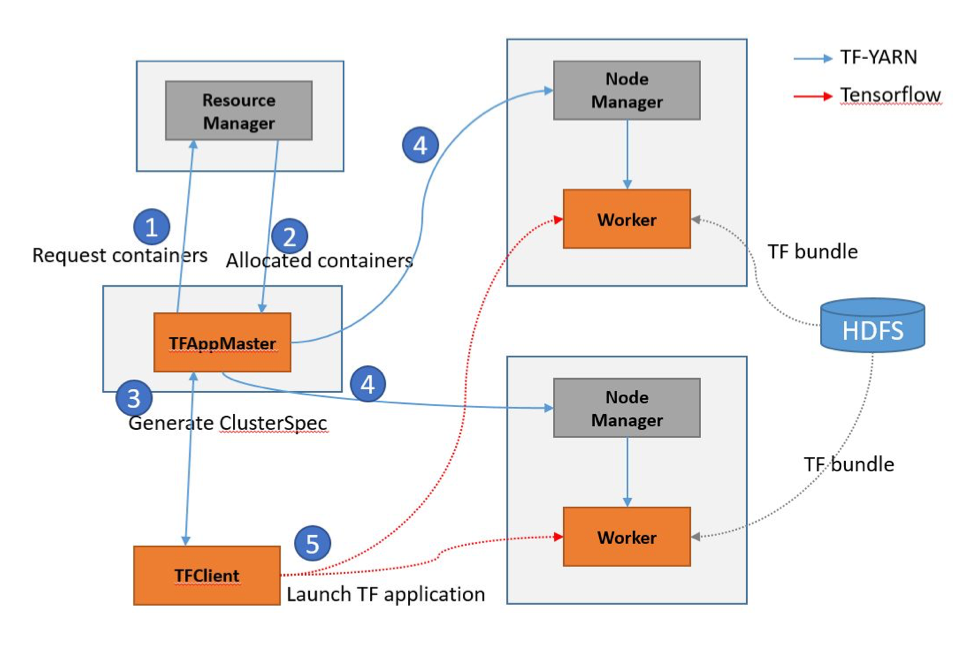 Resource
Manager
1
Request containers
2
Allocated containers
TFAppMaster
3
Generate ClusterSpec
4
4
TFClient
5
Launch TF application
Node
Manager
Worker
Node
Manager
Worker
TF-YARN
Tensorflow
TF bundle
HDFS
TF bundle